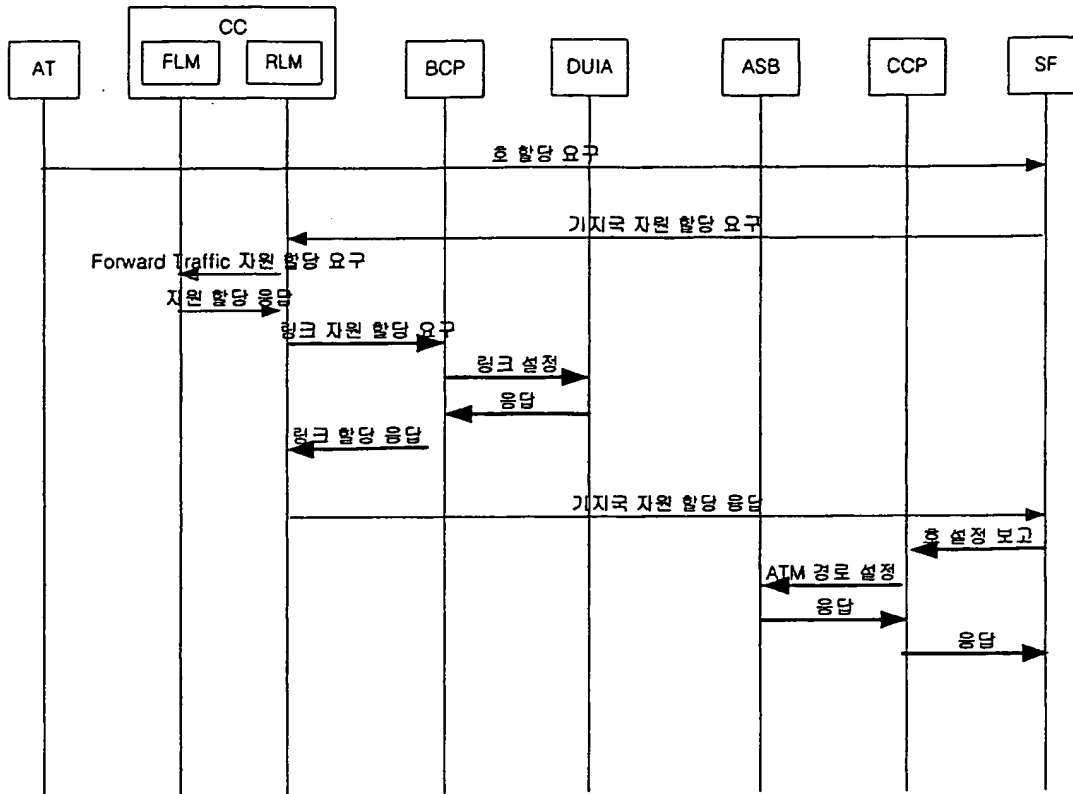 CC
AT
FLM
RLM
BCP
DUIA
ASB
CCP
SF
호 할당 요구
기지국 자원 할당 요구
Forward Traffic 자원 할당 요구
자원 할당 응답
링크 자원 할당 요구
링크 설정
응답
링크 할당 응답
기지국 자원 할당 응답
호 설정 보고
ATM 경로 설정
응답
응답